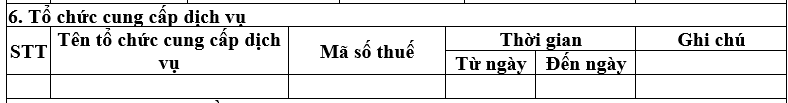 6. Tổ chức cung cấp dịch vụ
STT
Tên tổ chức cung cấp dịch
vụ
Mã số thuế
Thời gian
Ghi chú
Từ ngày
Đến ngày